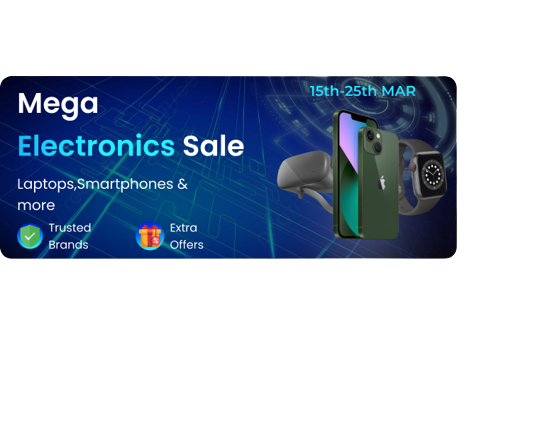 15th-25th MAR
Mega
Electronics Sale
Laptops,Smartphones &
more
Trusted
Brands
Extra
Offers